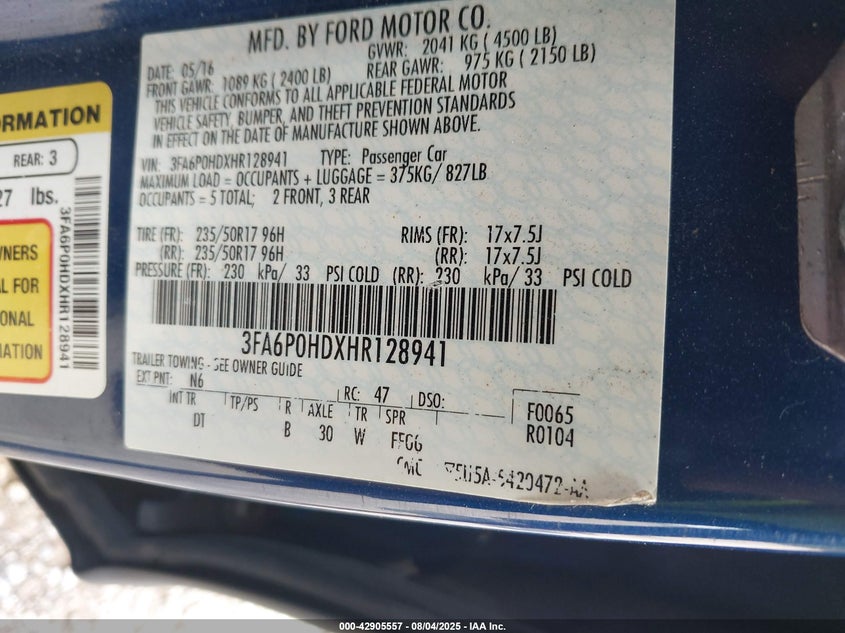 MFD. BY FORD MOTOR CO.
DATE: 05/16 GVWR: 2041 KG ( 4500 LB)
FRONT GAWR: 1089 KG ( 2400 LB) REAR GAWR: 975 KG ( 2150 LB)
THIS VEHICLE CONFORMS TO ALL APPLICABLE FEDERAL MOTOR
VEHICLE SAFETY, BUMPER, AND THEFT PREVENTION STANDARDS
IN EFFECT ON THE DATE OF MANUFACTURE SHOWN ABOVE.
VIN: 3FA6P0HDXHR128941 TYPE: Passenger Car
MAXIMUM LOAD = OCCUPANTS + LUGGAGE = 375KG/ 827LB
OCCUPANTS = 5 TOTAL; 2 FRONT, 3 REAR
TIRE (FR): 235/50R17 96H RIMS (FR): 17x7.5J
(RR): 235/50R17 96H (RR): 17x7.5J
PRESSURE (FR): 230 kPa/ 33 PSI COLD (RR): 230 kPa/ 33 PSI COLD
3FA6P0HDXHR128941
TRAILER TOWING - SEE OWNER GUIDE
EXT PNT: N6 RC: 47 DSO:
INT TR TP/PS R AXLE TR SPR F0065
DT B 30 W R0104
ORMATION
REAR: 3
27 lbs.
3FA6P0HDXHR128941
WNERS
AL FOR
IONAL
MATION
000-42905557 - 08/04/2025 - IAA Inc.